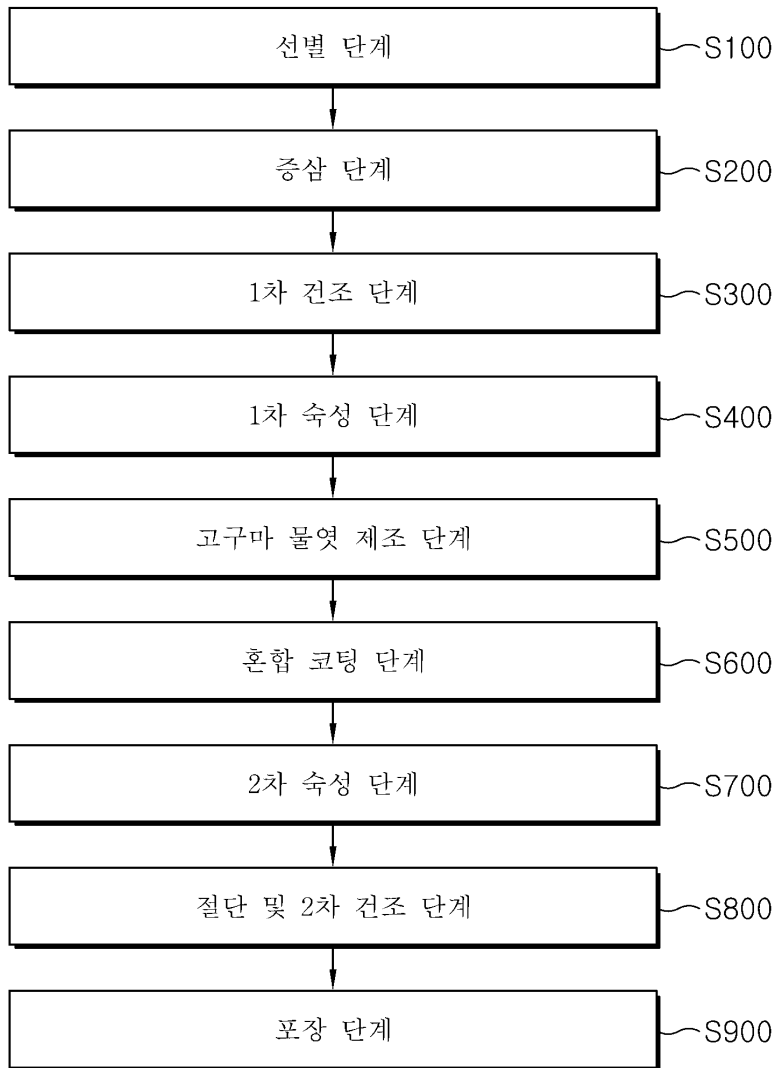 선별 단계 S100
증삼 단계 S200
1차 건조 단계 S300
1차 숙성 단계 S400
고구마 물엿 제조 단계 S500
혼합 코팅 단계 S600
2차 숙성 단계 S700
절단 및 2차 건조 단계 S800
포장 단계 S900